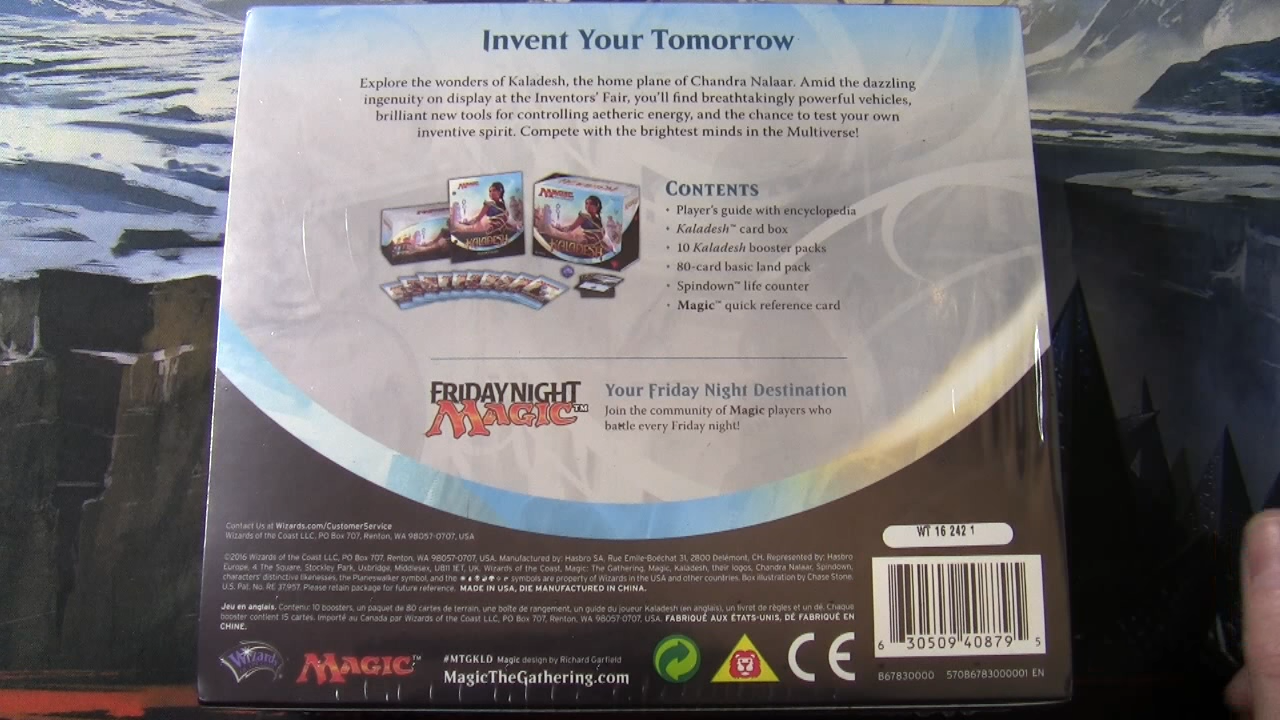 Invent Your Tomorrow
Explore the wonders of Kaladesh, the home plane of Chandra Nalaar. Amid the dazzling
ingenuity on display at the Inventors' Fair, you'll find breathtakingly powerful vehicles,
brilliant new tools for controlling aetheric energy, and the chance to test your own
inventive spirit. Compete with the brightest minds in the Multiverse!
CONTENTS
• Player's guide with encyclopedia
• Kaladesh™ card box
• 10 Kaladesh booster packs
• 80-card basic land pack
• Spindown™ life counter
• Magic™ quick reference card
MAGIC
KALADESH
MAGIC
KALADESH
FRIDAY NIGHT
MAGIC™
Your Friday Night Destination
Join the community of Magic players who
battle every Friday night!
Contact Us at Wizards.com/CustomerService
Wizards of the Coast LLC, PO Box 707, Renton, WA 98057-0707, USA
©2016 Wizards of the Coast LLC, PO Box 707, Renton, WA 98057-0707, USA. Manufactured by: Hasbro SA, Rue Emile-Boéchat 31, 2800 Delémont, CH. Represented by: Hasbro
Europe, 4 The Square, Stockley Park, Uxbridge, Middlesex, UB11 1ET, UK. Wizards of the Coast, Magic: The Gathering, Magic, Kaladesh, their logos, Chandra Nalaar, Spindown,
characters' distinctive likenesses, the Planeswalker symbol, and the symbols are property of Wizards in the USA and other countries. Box illustration by Chase Stone.
U.S. Pat. No. RE 37,957. Please retain package for future reference. MADE IN USA, DIE MANUFACTURED IN CHINA.
Jeu en anglais. Contenu: 10 boosters, un paquet de 80 cartes de terrain, une boîte de rangement, un guide du joueur Kaladesh (en anglais), un livret de règles et un dé. Chaque
booster contient 15 cartes. Importé au Canada par Wizards of the Coast LLC, PO Box 707, Renton, WA 98057-0707, USA. FABRIQUÉ AUX ÉTATS-UNIS, DÉ FABRIQUÉ EN
CHINE.
WT 16 242 1
6 30509 40879 5
B67830000 570B6783000001 EN
Wizards
MAGIC™
#MTGKLD Magic design by Richard Garfield
MagicTheGathering.com
CE